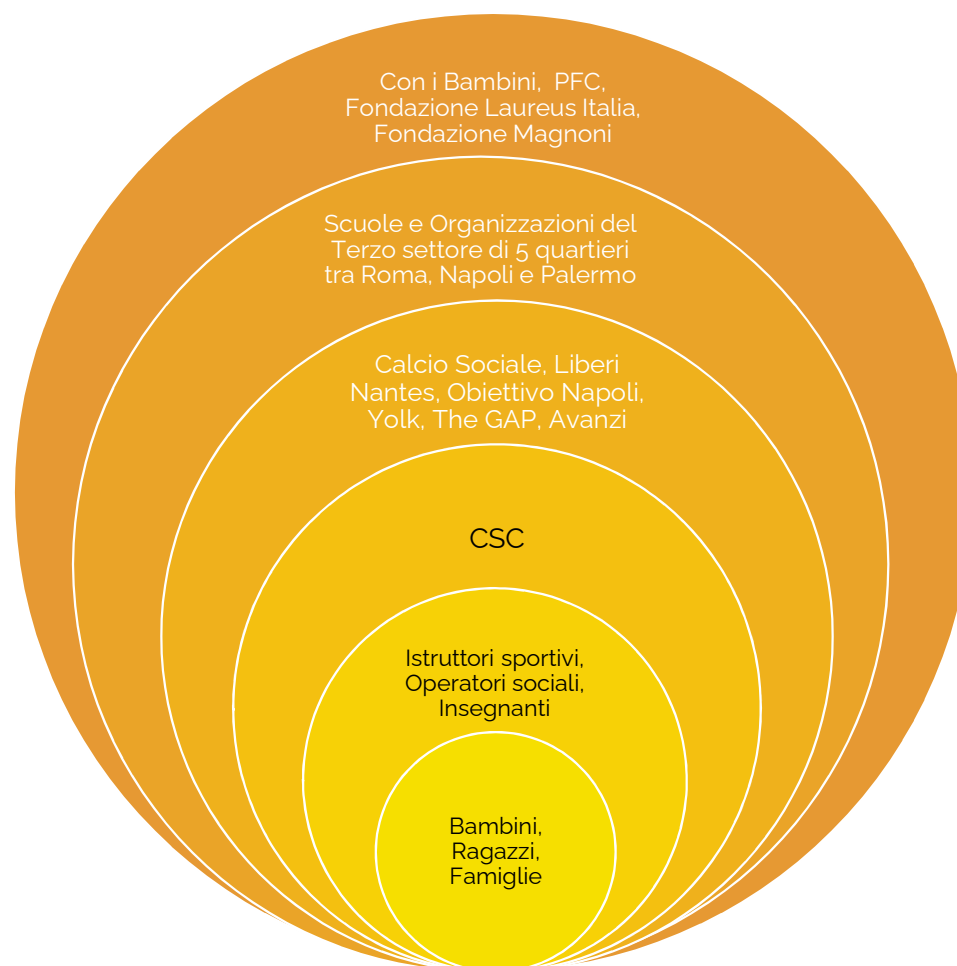 Con i Bambini,  PFC,
Fondazione Laureus Italia,
Fondazione Magnoni
Scuole e Organizzazioni del
Terzo settore di 5 quartieri
tra Roma, Napoli e Palermo
Calcio Sociale, Liberi
Nantes, Obiettivo Napoli,
Yolk, The GAP, Avanzi
CSC
Istruttori sportivi,
Operatori sociali,
Insegnanti
Bambini,
Ragazzi,
Famiglie